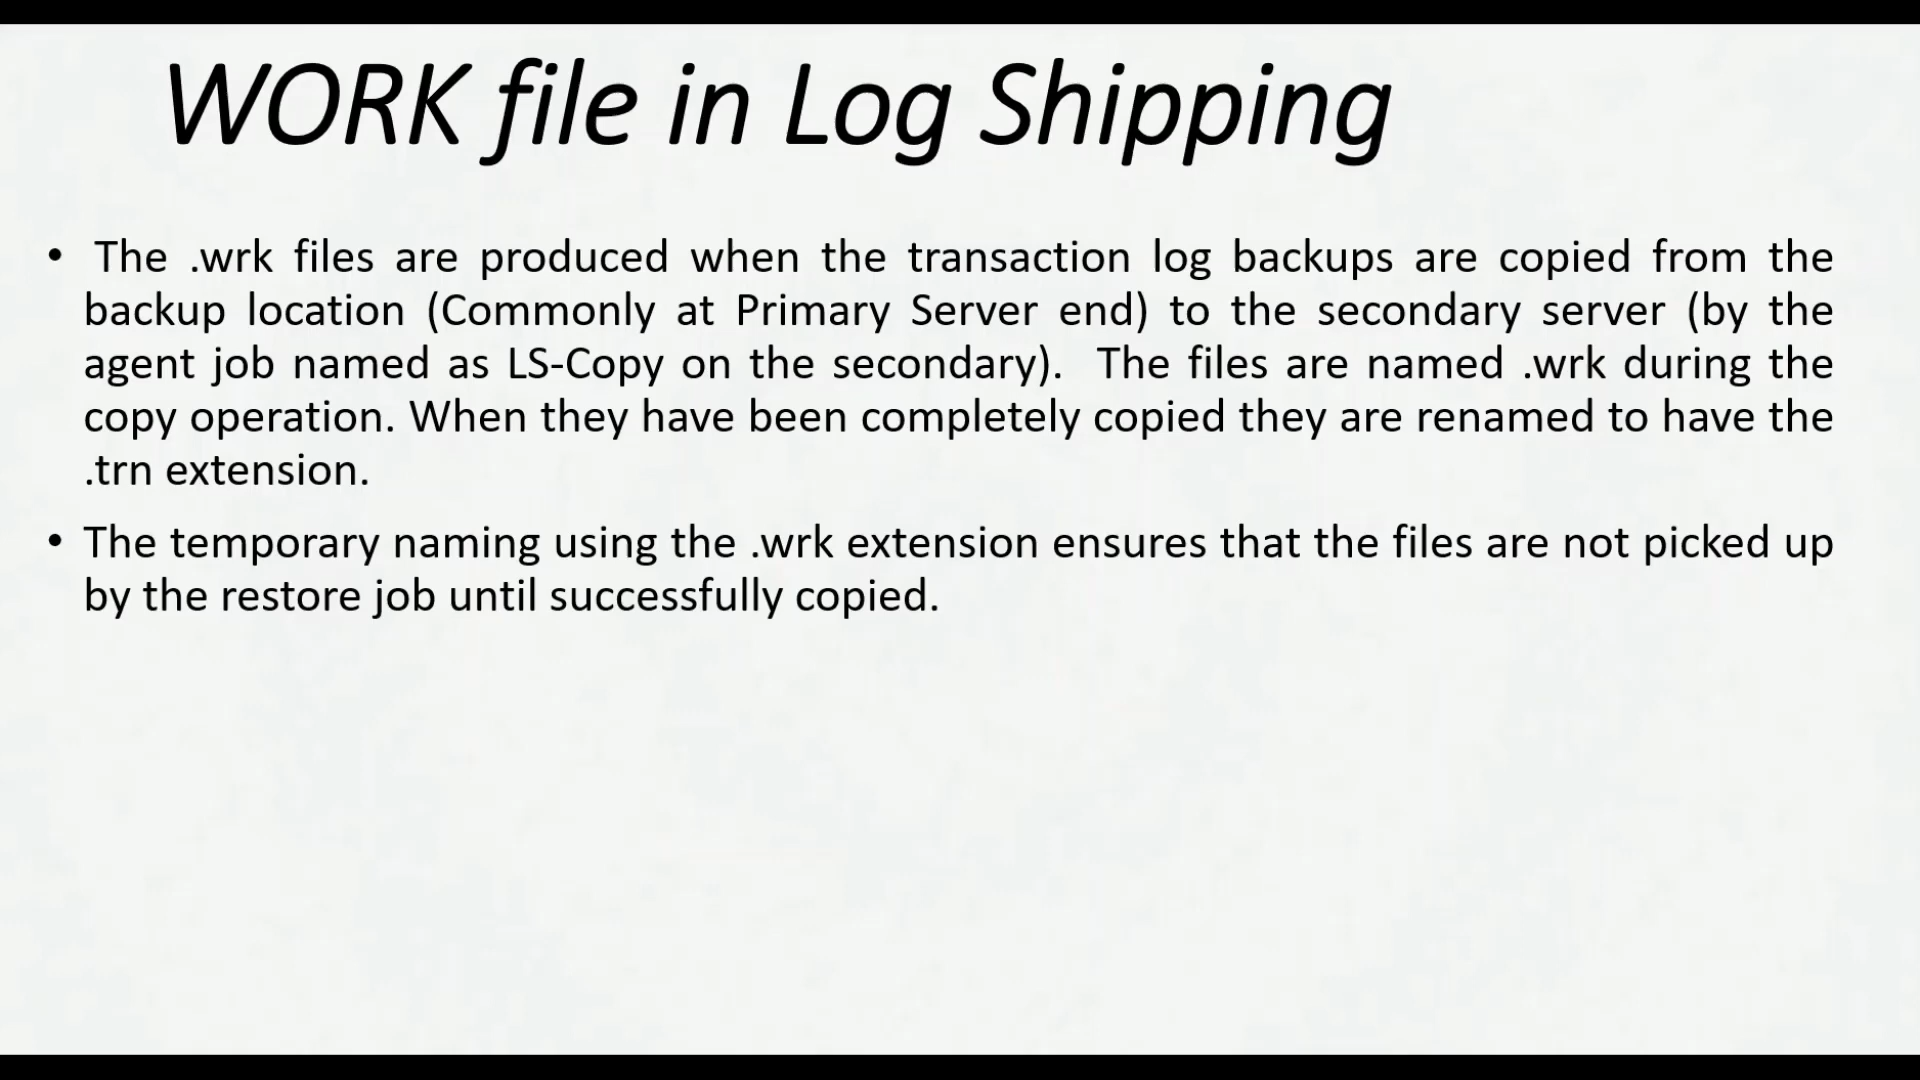 WORK file in Log Shipping
• The .wrk files are produced when the transaction log backups are copied from the
backup location (Commonly at Primary Server end) to the secondary server (by the
agent job named as LS-Copy on the secondary). The files are named .wrk during the
copy operation. When they have been completely copied they are renamed to have the
.trn extension.
• The temporary naming using the .wrk extension ensures that the files are not picked up
by the restore job until successfully copied.